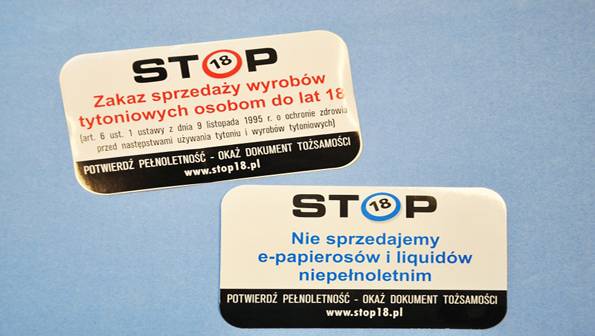 STOP
18
Zakaz sprzedaży wyrobów
tytoniowych osobom do lat 18
(art. 6 ust. 1 ustawy z dnia 9 listopada 1995 r. o ochronie zdrowia
przed następstwami używania tytoniu i wyrobów tytoniowych)
POTWIERDŹ PEŁNOLETNOŚĆ - OKAŻ DOKUMENT TOŻSAMOŚCI
www.stop18.pl
STOP
18
Nie sprzedajemy
e-papierosów i liquidów
niepełnoletnim
POTWIERDŹ PEŁNOLETNOŚĆ - OKAŻ DOKUMENT TOŻSAMOŚCI
www.stop18.pl